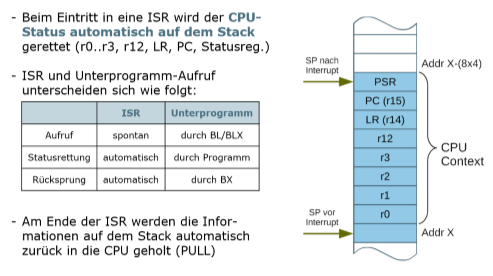 - Beim Eintritt in eine ISR wird der CPU-
Status automatisch auf dem Stack
gerettet (r0..r3, r12, LR, PC, Statusreg.)
- ISR und Unterprogramm-Aufruf
unterscheiden sich wie folgt:
ISR Unterprogramm
Aufruf spontan durch BL/BLX
Statusrettung automatisch durch Programm
Rücksprung automatisch durch BX
- Am Ende der ISR werden die Infor-
mationen auf dem Stack automatisch
zurück in die CPU geholt (PULL)
SP nach
Interrupt
Addr X-(8x4)
PSR
PC (r15)
LR (r14)
r12
r3
r2
r1
r0
CPU
Context
SP vor
Interrupt
Addr X